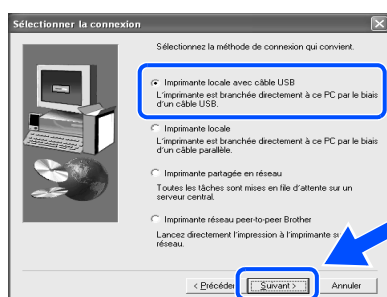 Sélectionner la connexion
Sélectionnez la méthode de connexion qui convient.
Imprimante locale avec câble USB
L'imprimante est branchée directement à ce PC par le biais
d'un câble USB.
Imprimante locale
L'imprimante est branchée directement à ce PC par le biais
d'un câble parallèle.
Imprimante partagée en réseau
Toutes les tâches sont mises en file d'attente sur un
serveur central.
Imprimante réseau peer-to-peer Brother
Lancez directement l'impression à l'imprimante
réseau.
< Précéden Suivant > Annuler